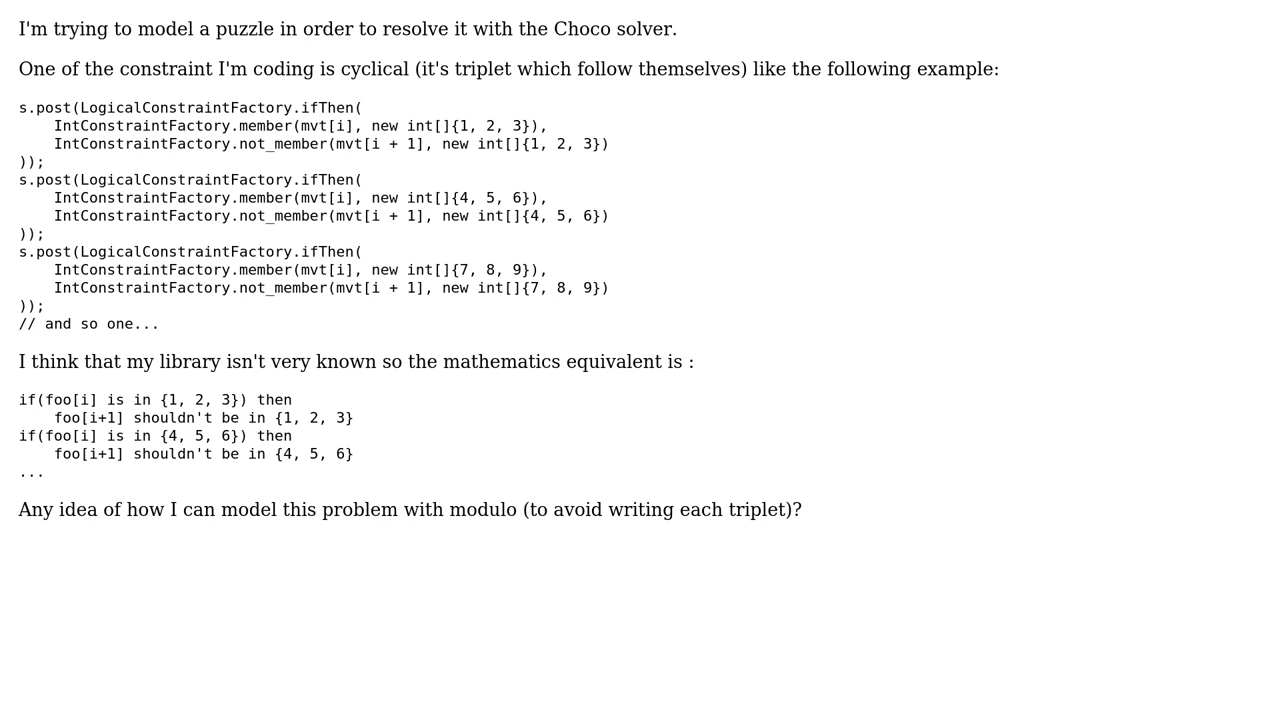 I'm trying to model a puzzle in order to resolve it with the Choco solver.
One of the constraint I'm coding is cyclical (it's triplet which follow themselves) like the following example:
s.post(LogicalConstraintFactory.ifThen(
    IntConstraintFactory.member(mvt[i], new int[]{1, 2, 3}),
    IntConstraintFactory.not_member(mvt[i + 1], new int[]{1, 2, 3})
));
s.post(LogicalConstraintFactory.ifThen(
    IntConstraintFactory.member(mvt[i], new int[]{4, 5, 6}),
    IntConstraintFactory.not_member(mvt[i + 1], new int[]{4, 5, 6})
));
s.post(LogicalConstraintFactory.ifThen(
    IntConstraintFactory.member(mvt[i], new int[]{7, 8, 9}),
    IntConstraintFactory.not_member(mvt[i + 1], new int[]{7, 8, 9})
));
// and so one...
I think that my library isn't very known so the mathematics equivalent is :
if(foo[i] is in {1, 2, 3}) then
    foo[i+1] shouldn't be in {1, 2, 3}
if(foo[i] is in {4, 5, 6}) then
    foo[i+1] shouldn't be in {4, 5, 6}
...
Any idea of how I can model this problem with modulo (to avoid writing each triplet)?